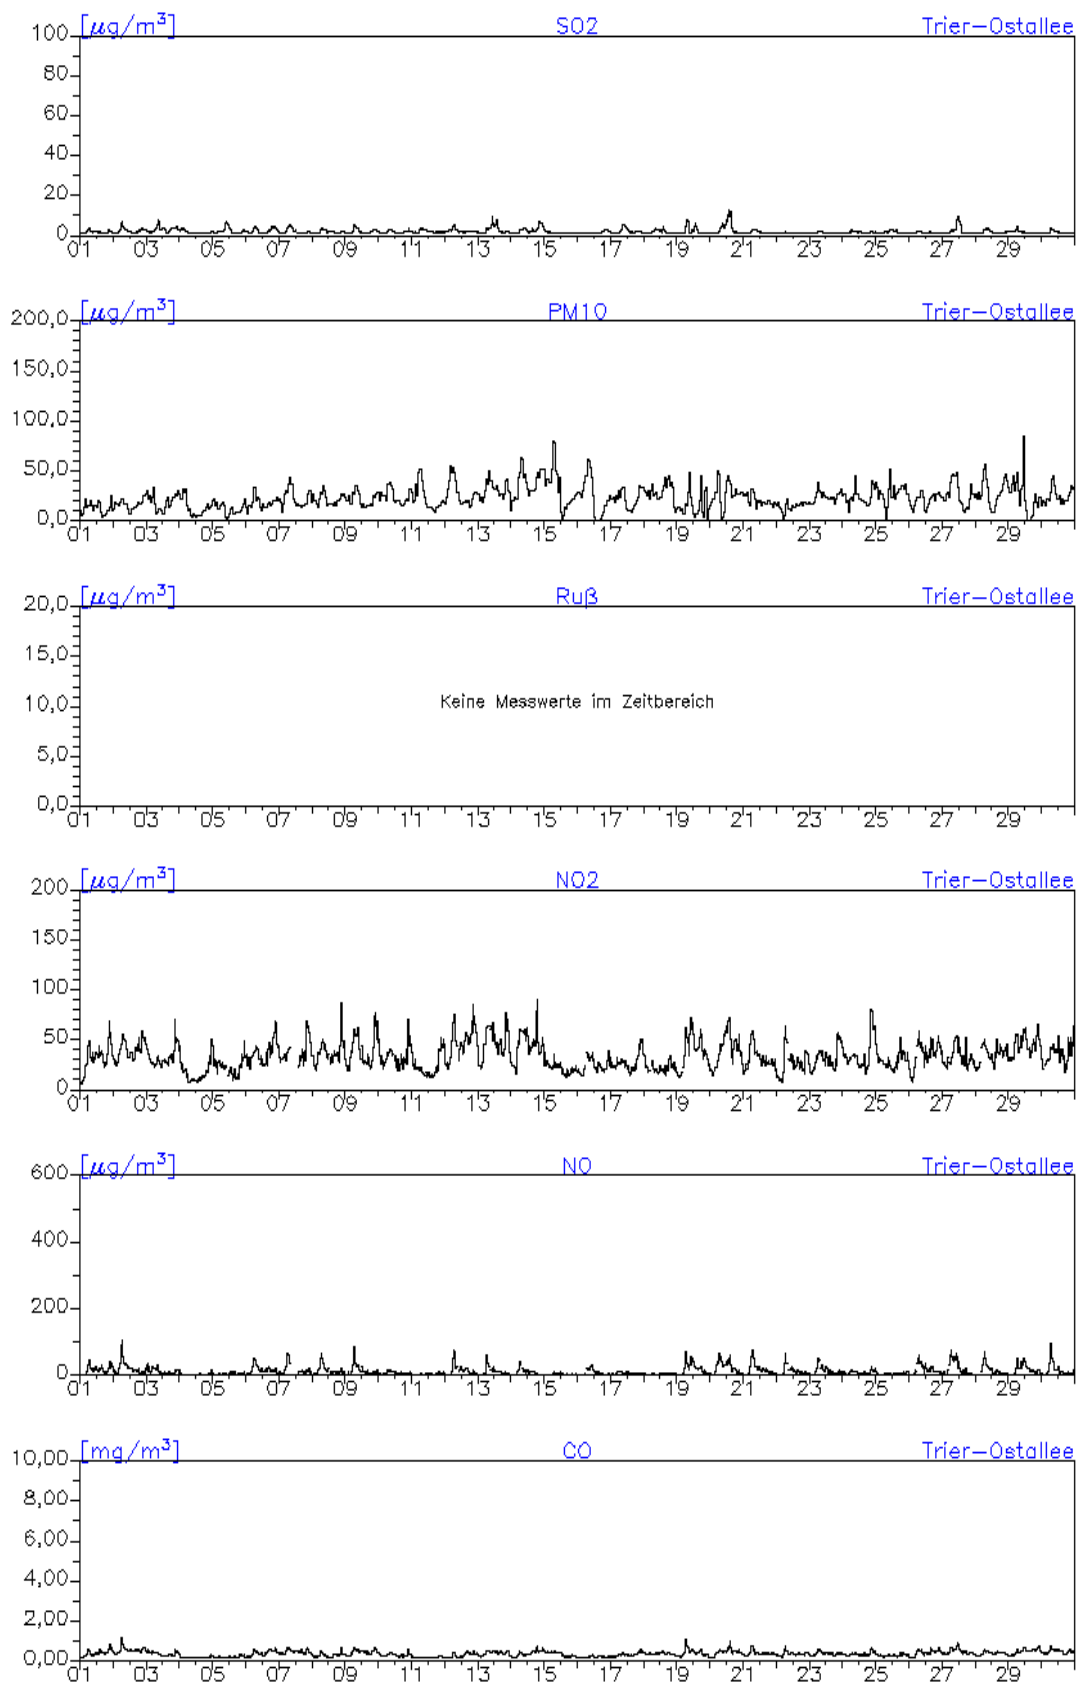 [µg/m³] SO2 Trier-Ostallee
100
80
60
40
20
0
01 03 05 07 09 11 13 15 17 19 21 23 25 27 29
[µg/m³] PM10 Trier-Ostallee
200,0
150,0
100,0
50,0
0,0
01 03 05 07 09 11 13 15 17 19 21 23 25 27 29
[µg/m³] Ruß Trier-Ostallee
20,0
15,0
10,0
Keine Messwerte im Zeitbereich
5,0
0,0
01 03 05 07 09 11 13 15 17 19 21 23 25 27 29
[µg/m³] NO2 Trier-Ostallee
200
150
100
50
0
01 03 05 07 09 11 13 15 17 19 21 23 25 27 29
[µg/m³] NO Trier-Ostallee
600
400
200
0
01 03 05 07 09 11 13 15 17 19 21 23 25 27 29
[mg/m³] CO Trier-Ostallee
10,00
8,00
6,00
4,00
2,00
0,00
01 03 05 07 09 11 13 15 17 19 21 23 25 27 29